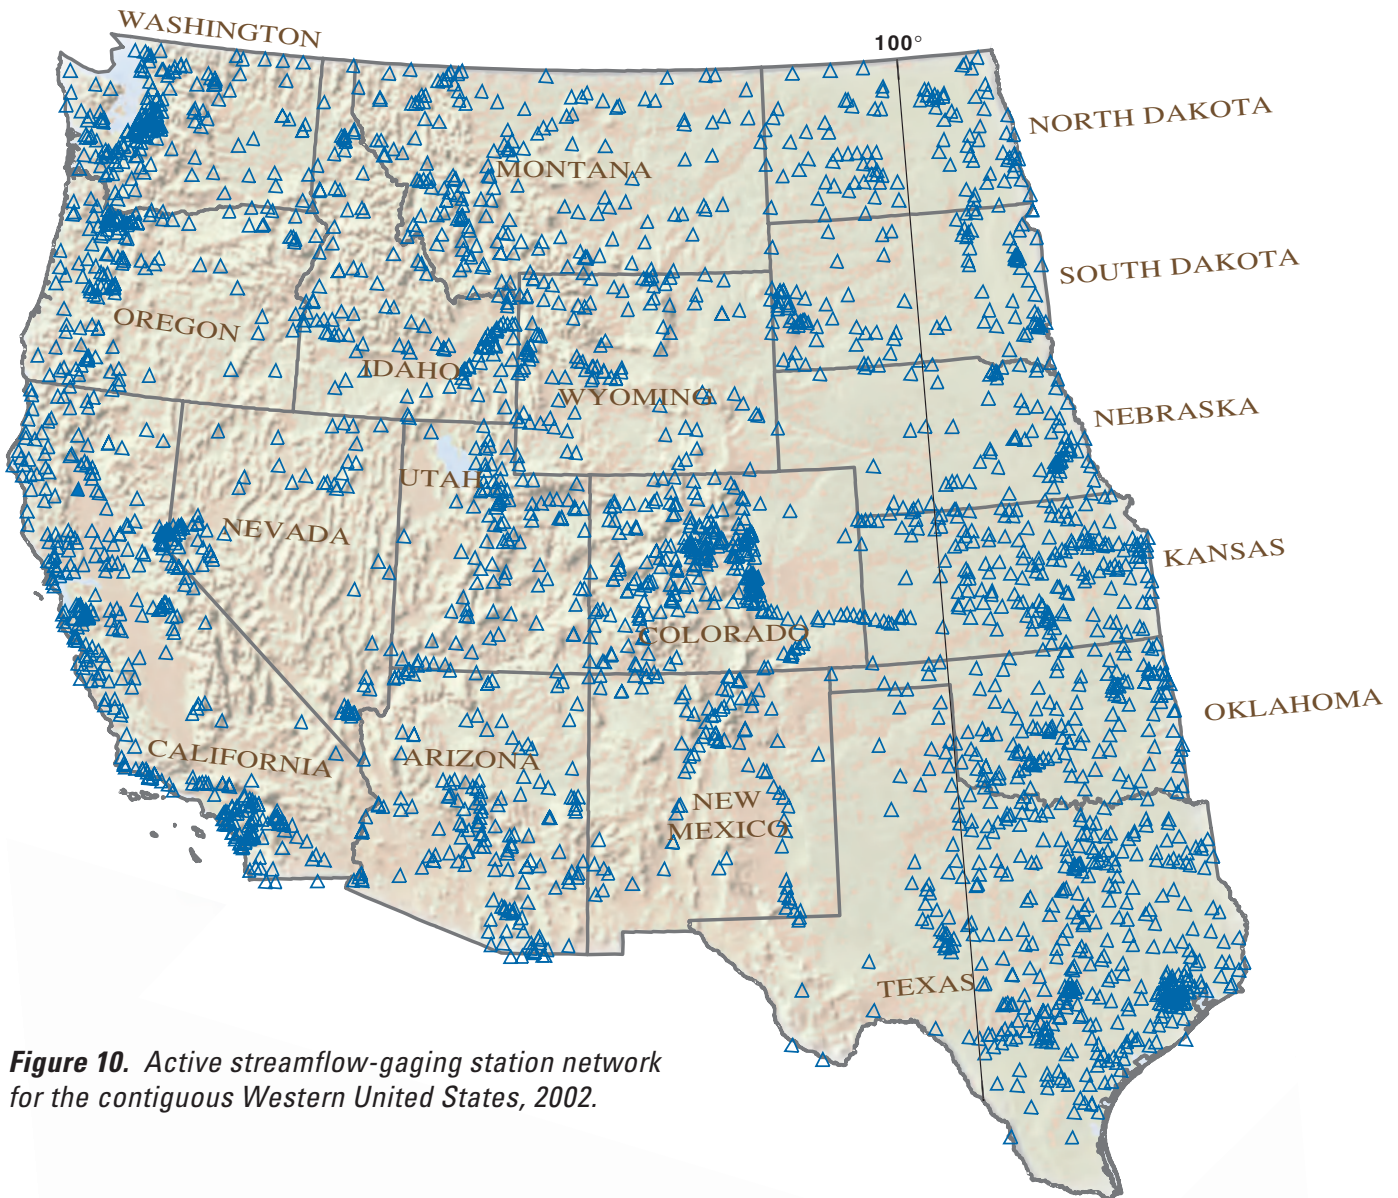 WASHINGTON
100°
NORTH DAKOTA
MONTANA
SOUTH DAKOTA
OREGON
IDAHO
WYOMING
NEBRASKA
UTAH
NEVADA
KANSAS
COLORADO
OKLAHOMA
CALIFORNIA
ARIZONA
NEW
MEXICO
TEXAS
Figure 10. Active streamflow-gaging station network
for the contiguous Western United States, 2002.